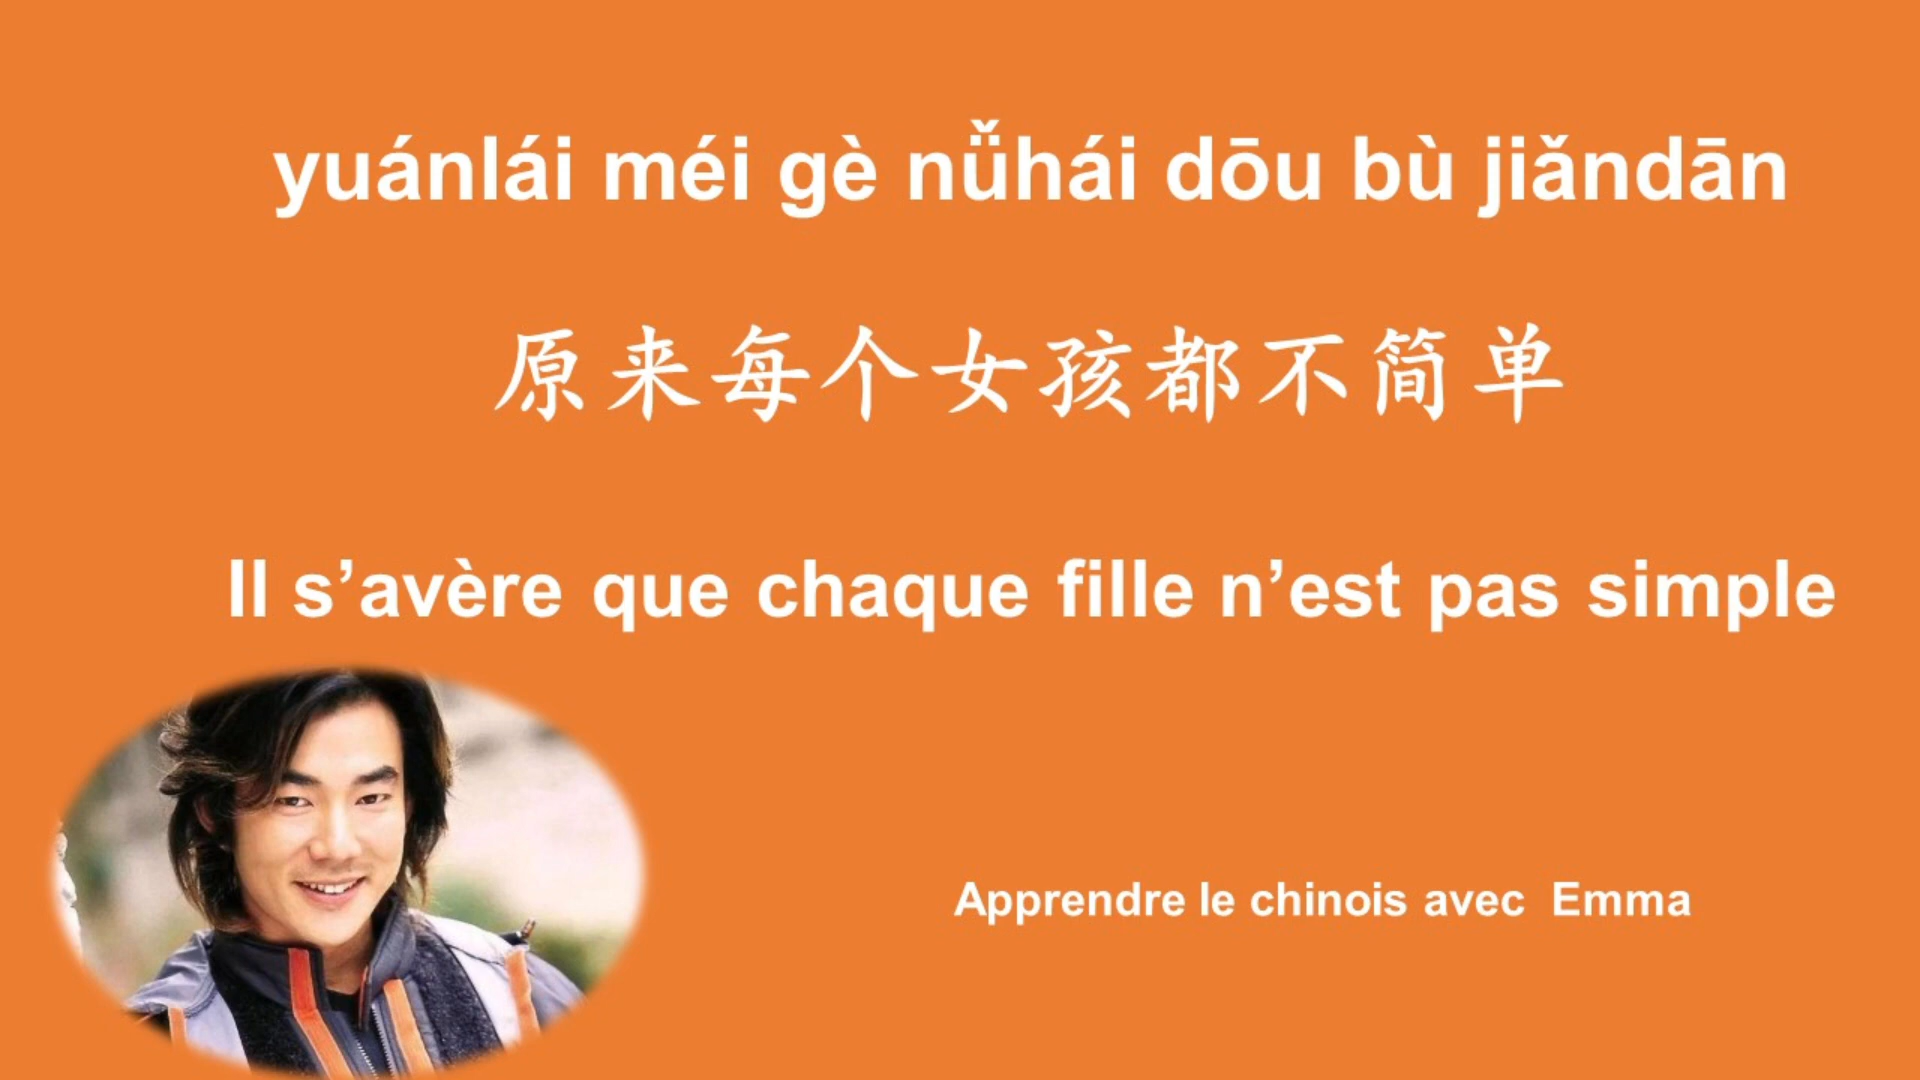 yuánlái méi gè nǚhái dōu bù jiǎndān
原来每个女孩都不简单
Il s’avère que chaque fille n’est pas simple
Apprendre le chinois avec Emma